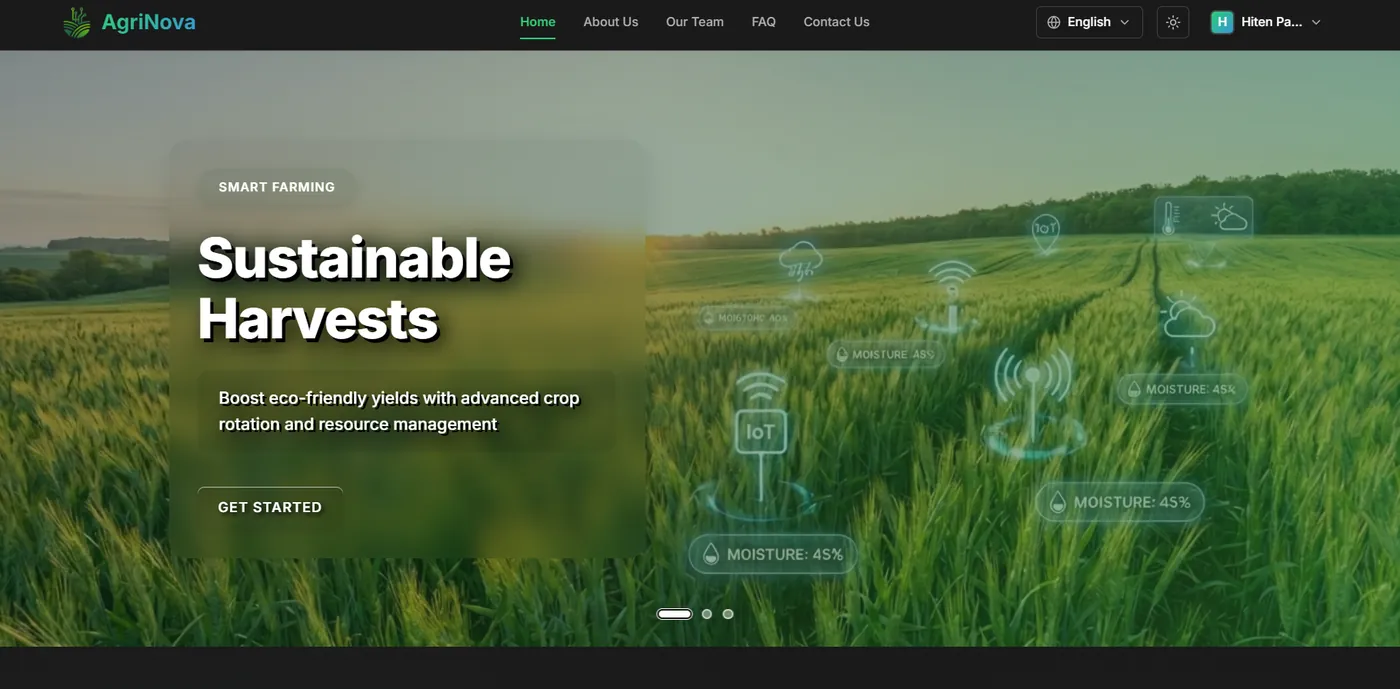 AgriNova
Home
About Us
Our Team
FAQ
Contact Us
English
H
Hiten Pa...
SMART FARMING
Sustainable
Harvests
Boost eco-friendly yields with advanced crop
rotation and resource management
GET STARTED
IoT
MOISTURE 45%
MOISTURE: 45%
IoT
MOISTURE: 45%
MOISTURE: 45%